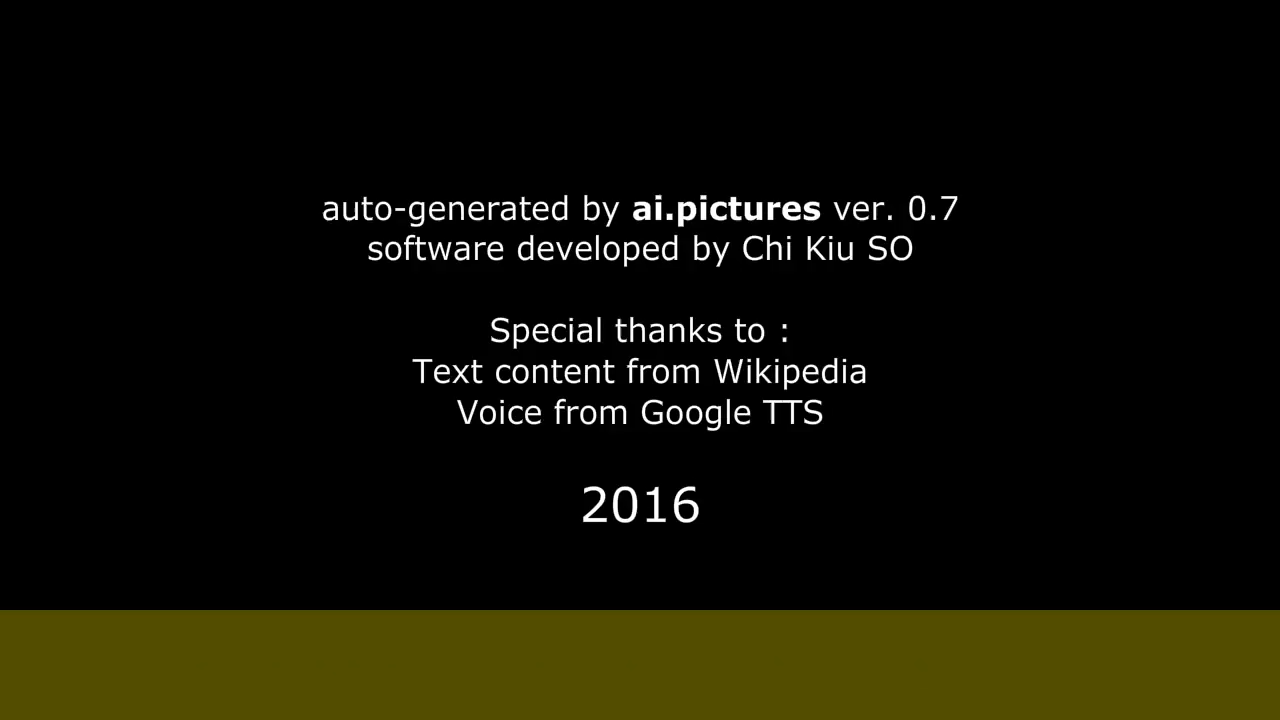 auto-generated by ai.pictures ver. 0.7
software developed by Chi Kiu SO
Special thanks to :
Text content from Wikipedia
Voice from Google TTS
2016